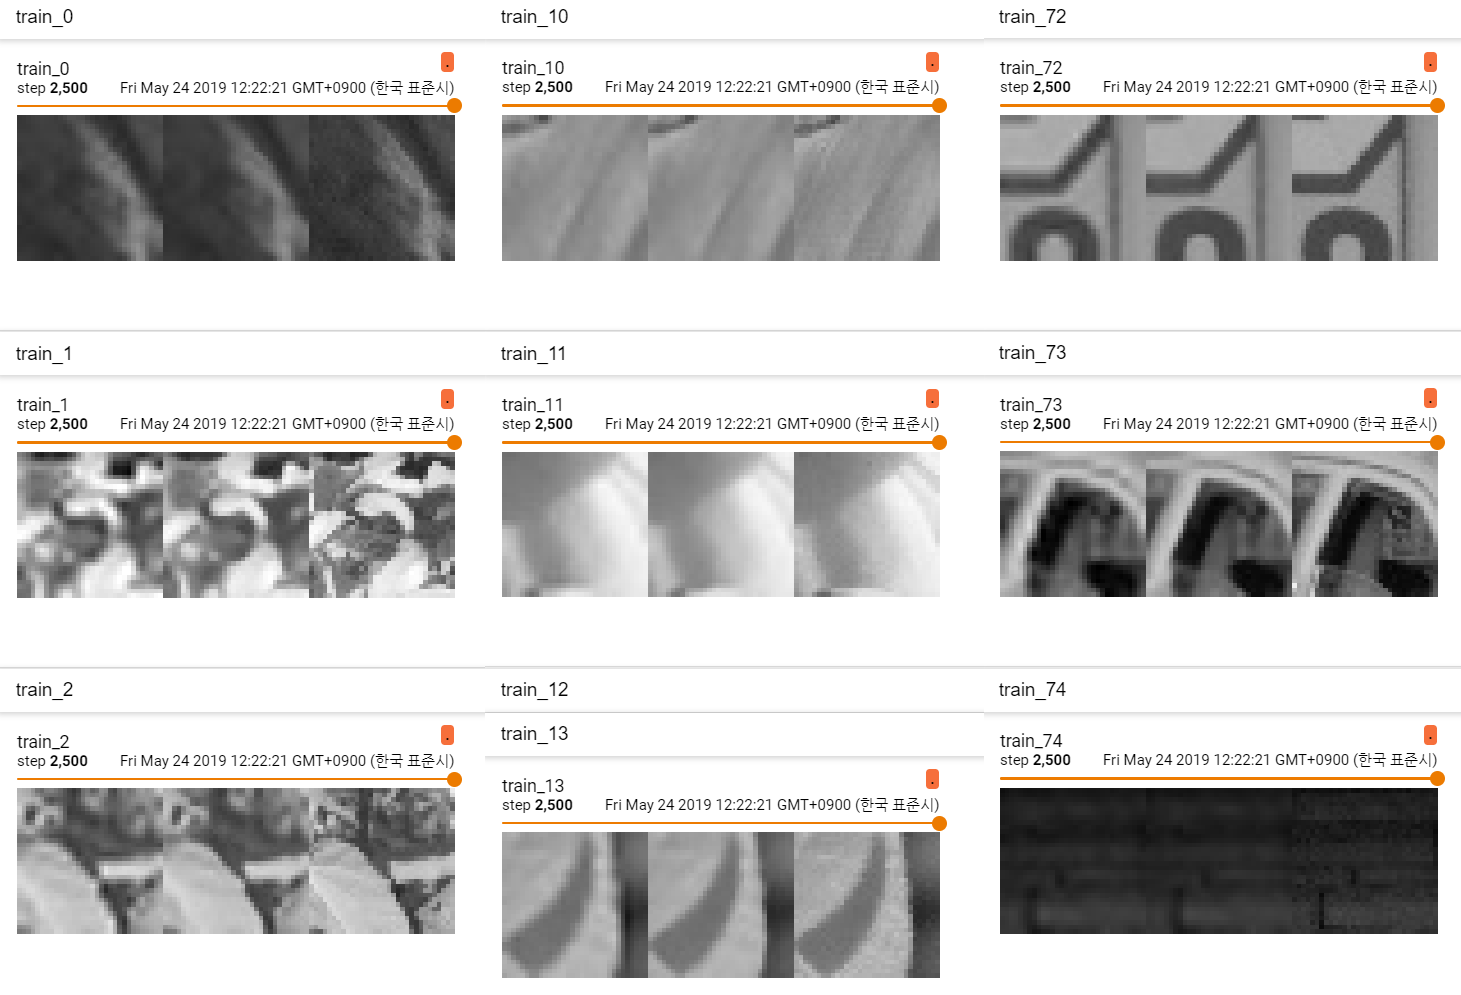 train_0
train_0
.
step 2,500 Fri May 24 2019 12:22:21 GMT+0900 (한국 표준시)
train_1
train_1
.
step 2,500 Fri May 24 2019 12:22:21 GMT+0900 (한국 표준시)
train_2
train_2
.
step 2,500 Fri May 24 2019 12:22:21 GMT+0900 (한국 표준시)
train_10
train_10
.
step 2,500 Fri May 24 2019 12:22:21 GMT+0900 (한국 표준시)
train_11
train_11
.
step 2,500 Fri May 24 2019 12:22:21 GMT+0900 (한국 표준시)
train_12
train_13
train_13
.
step 2,500 Fri May 24 2019 12:22:21 GMT+0900 (한국 표준시)
train_72
train_72
.
step 2,500 Fri May 24 2019 12:22:21 GMT+0900 (한국 표준시)
train_73
train_73
.
step 2,500 Fri May 24 2019 12:22:21 GMT+0900 (한국 표준시)
train_74
train_74
.
step 2,500 Fri May 24 2019 12:22:21 GMT+0900 (한국 표준시)